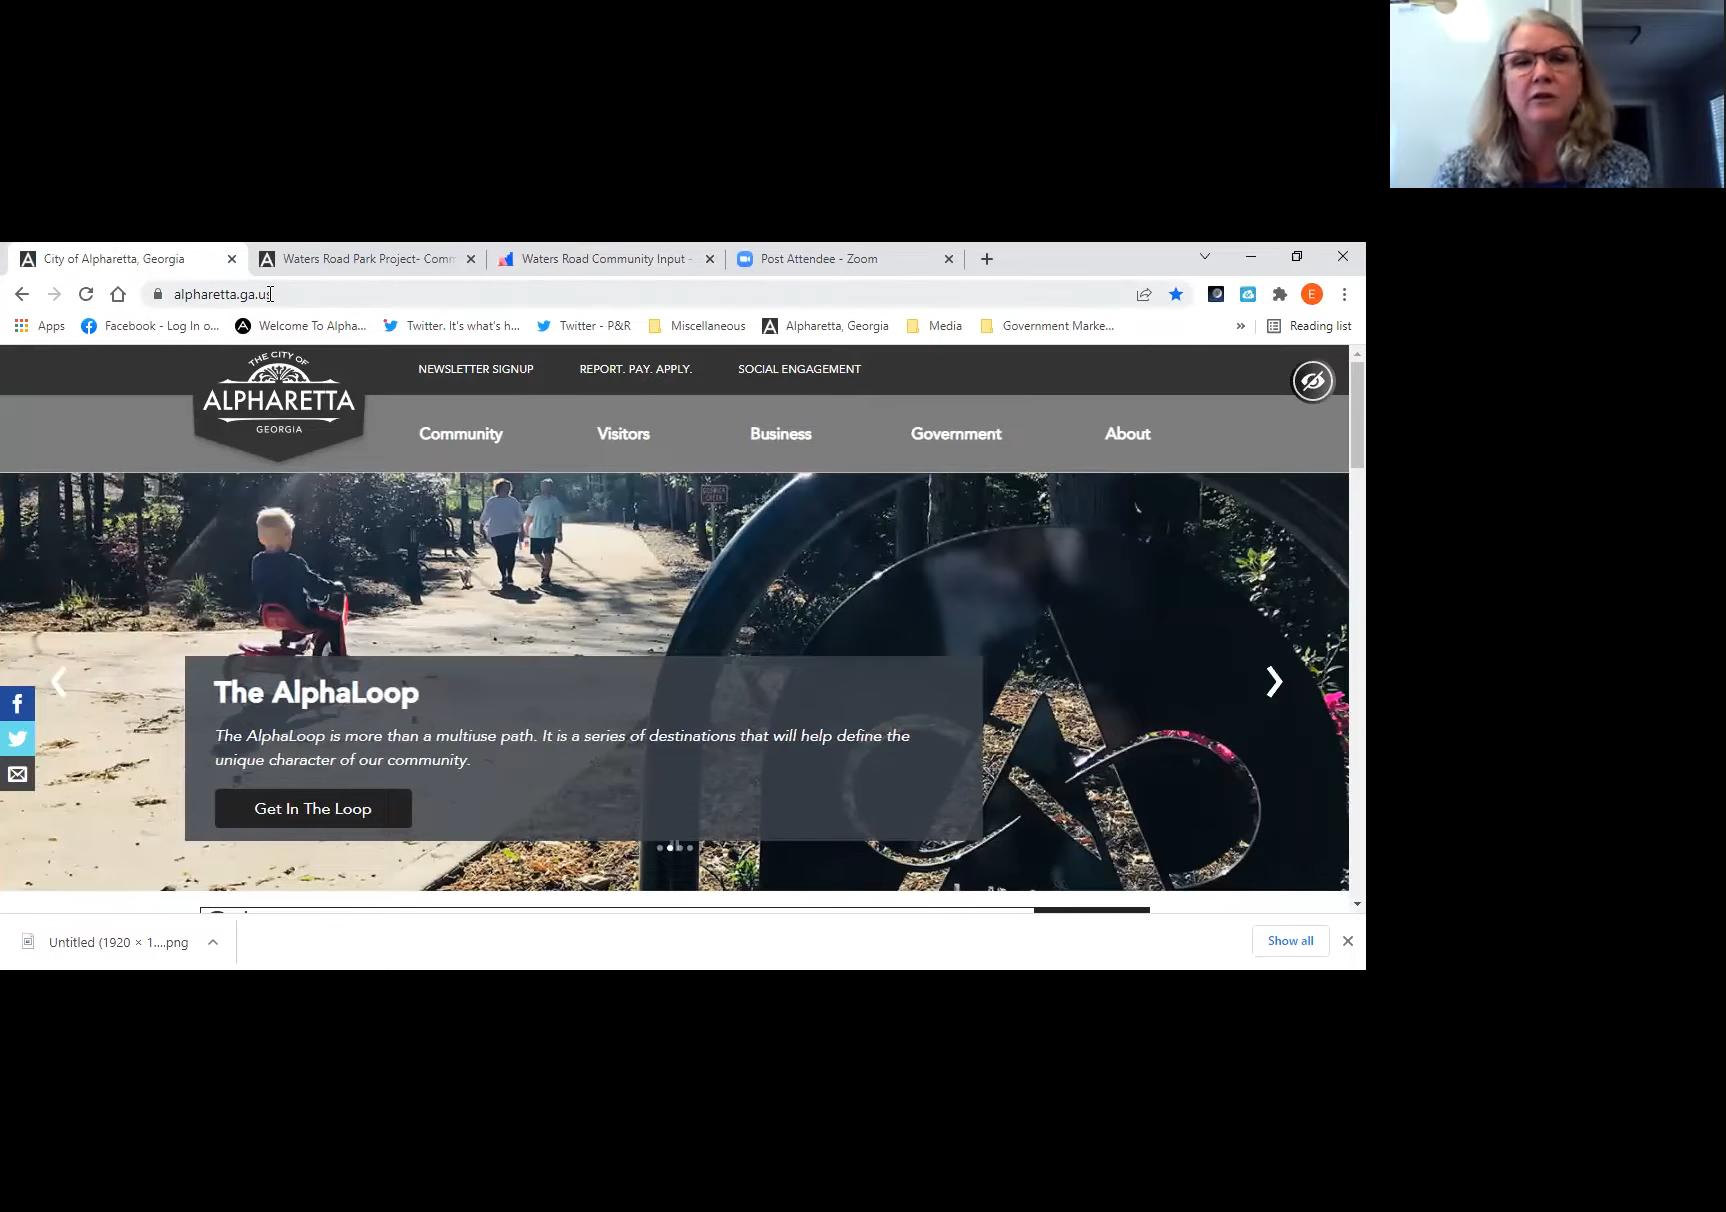 City of Alpharetta, Georgia
Waters Road Park Project- Comm
Waters Road Community Input -
Post Attendee - Zoom
alpharetta.ga.us
E
Apps
Facebook - Log In o...
Welcome To Alpha...
Twitter. It's what's h...
Twitter - P&R
Miscellaneous
Alpharetta, Georgia
Media
Government Marke...
»
Reading list
THE CITY OF
ALPHARETTA
GEORGIA
NEWSLETTER SIGNUP
REPORT. PAY. APPLY.
SOCIAL ENGAGEMENT
Community
Visitors
Business
Government
About
The AlphaLoop
The AlphaLoop is more than a multiuse path. It is a series of destinations that will help define the
unique character of our community.
Get In The Loop
Untitled (1920 × 1....png
Show all